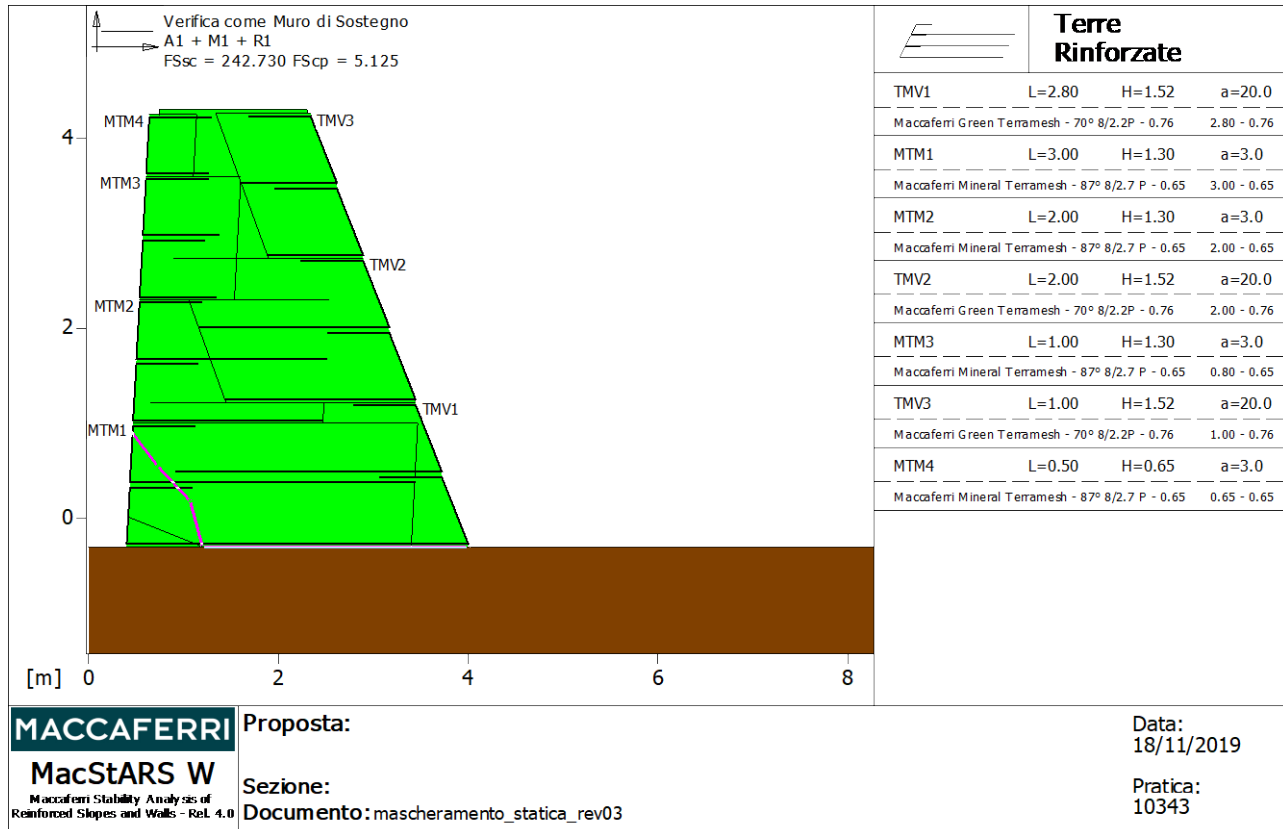 Verifica come Muro di Sostegno
A1 + M1 + R1
FSsc = 242.730 FScp = 5.125
MTM4
TMV3
4
MTM3
TMV2
MTM2
2
TMV1
MTM1
0
[m] 0 2 4 6 8
Terre
Rinforzate
TMV1 L=2.80 H=1.52 a=20.0
Maccaferri Green Terramesh - 70° 8/2.2P - 0.76 2.80 - 0.76
MTM1 L=3.00 H=1.30 a=3.0
Maccaferri Mineral Terramesh - 87° 8/2.7 P - 0.65 3.00 - 0.65
MTM2 L=2.00 H=1.30 a=3.0
Maccaferri Mineral Terramesh - 87° 8/2.7 P - 0.65 2.00 - 0.65
TMV2 L=2.00 H=1.52 a=20.0
Maccaferri Green Terramesh - 70° 8/2.2P - 0.76 2.00 - 0.76
MTM3 L=1.00 H=1.30 a=3.0
Maccaferri Mineral Terramesh - 87° 8/2.7 P - 0.65 0.80 - 0.65
TMV3 L=1.00 H=1.52 a=20.0
Maccaferri Green Terramesh - 70° 8/2.2P - 0.76 1.00 - 0.76
MTM4 L=0.50 H=0.65 a=3.0
Maccaferri Mineral Terramesh - 87° 8/2.7 P - 0.65 0.65 - 0.65
MACCAFERRI
MacStARS W
Maccaferri Stability Analysis of
Reinforced Slopes and Walls - Rel. 4.0
Proposta:
Sezione:
Documento: mascheramento_statica_rev03
Data:
18/11/2019
Pratica:
10343